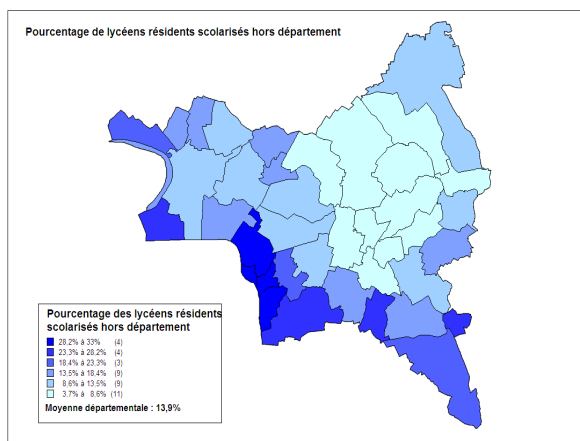 Pourcentage de lycéens résidents scolarisés hors département
Pourcentage des lycéens résidents
scolarisés hors département
28.2% à 33% (4)
23.3% à 28.2% (4)
18.4% à 23.3% (3)
13.5% à 18.4% (9)
8.6% à 13.5% (9)
3.7% à 8.6% (11)
Moyenne départementale : 13,9%